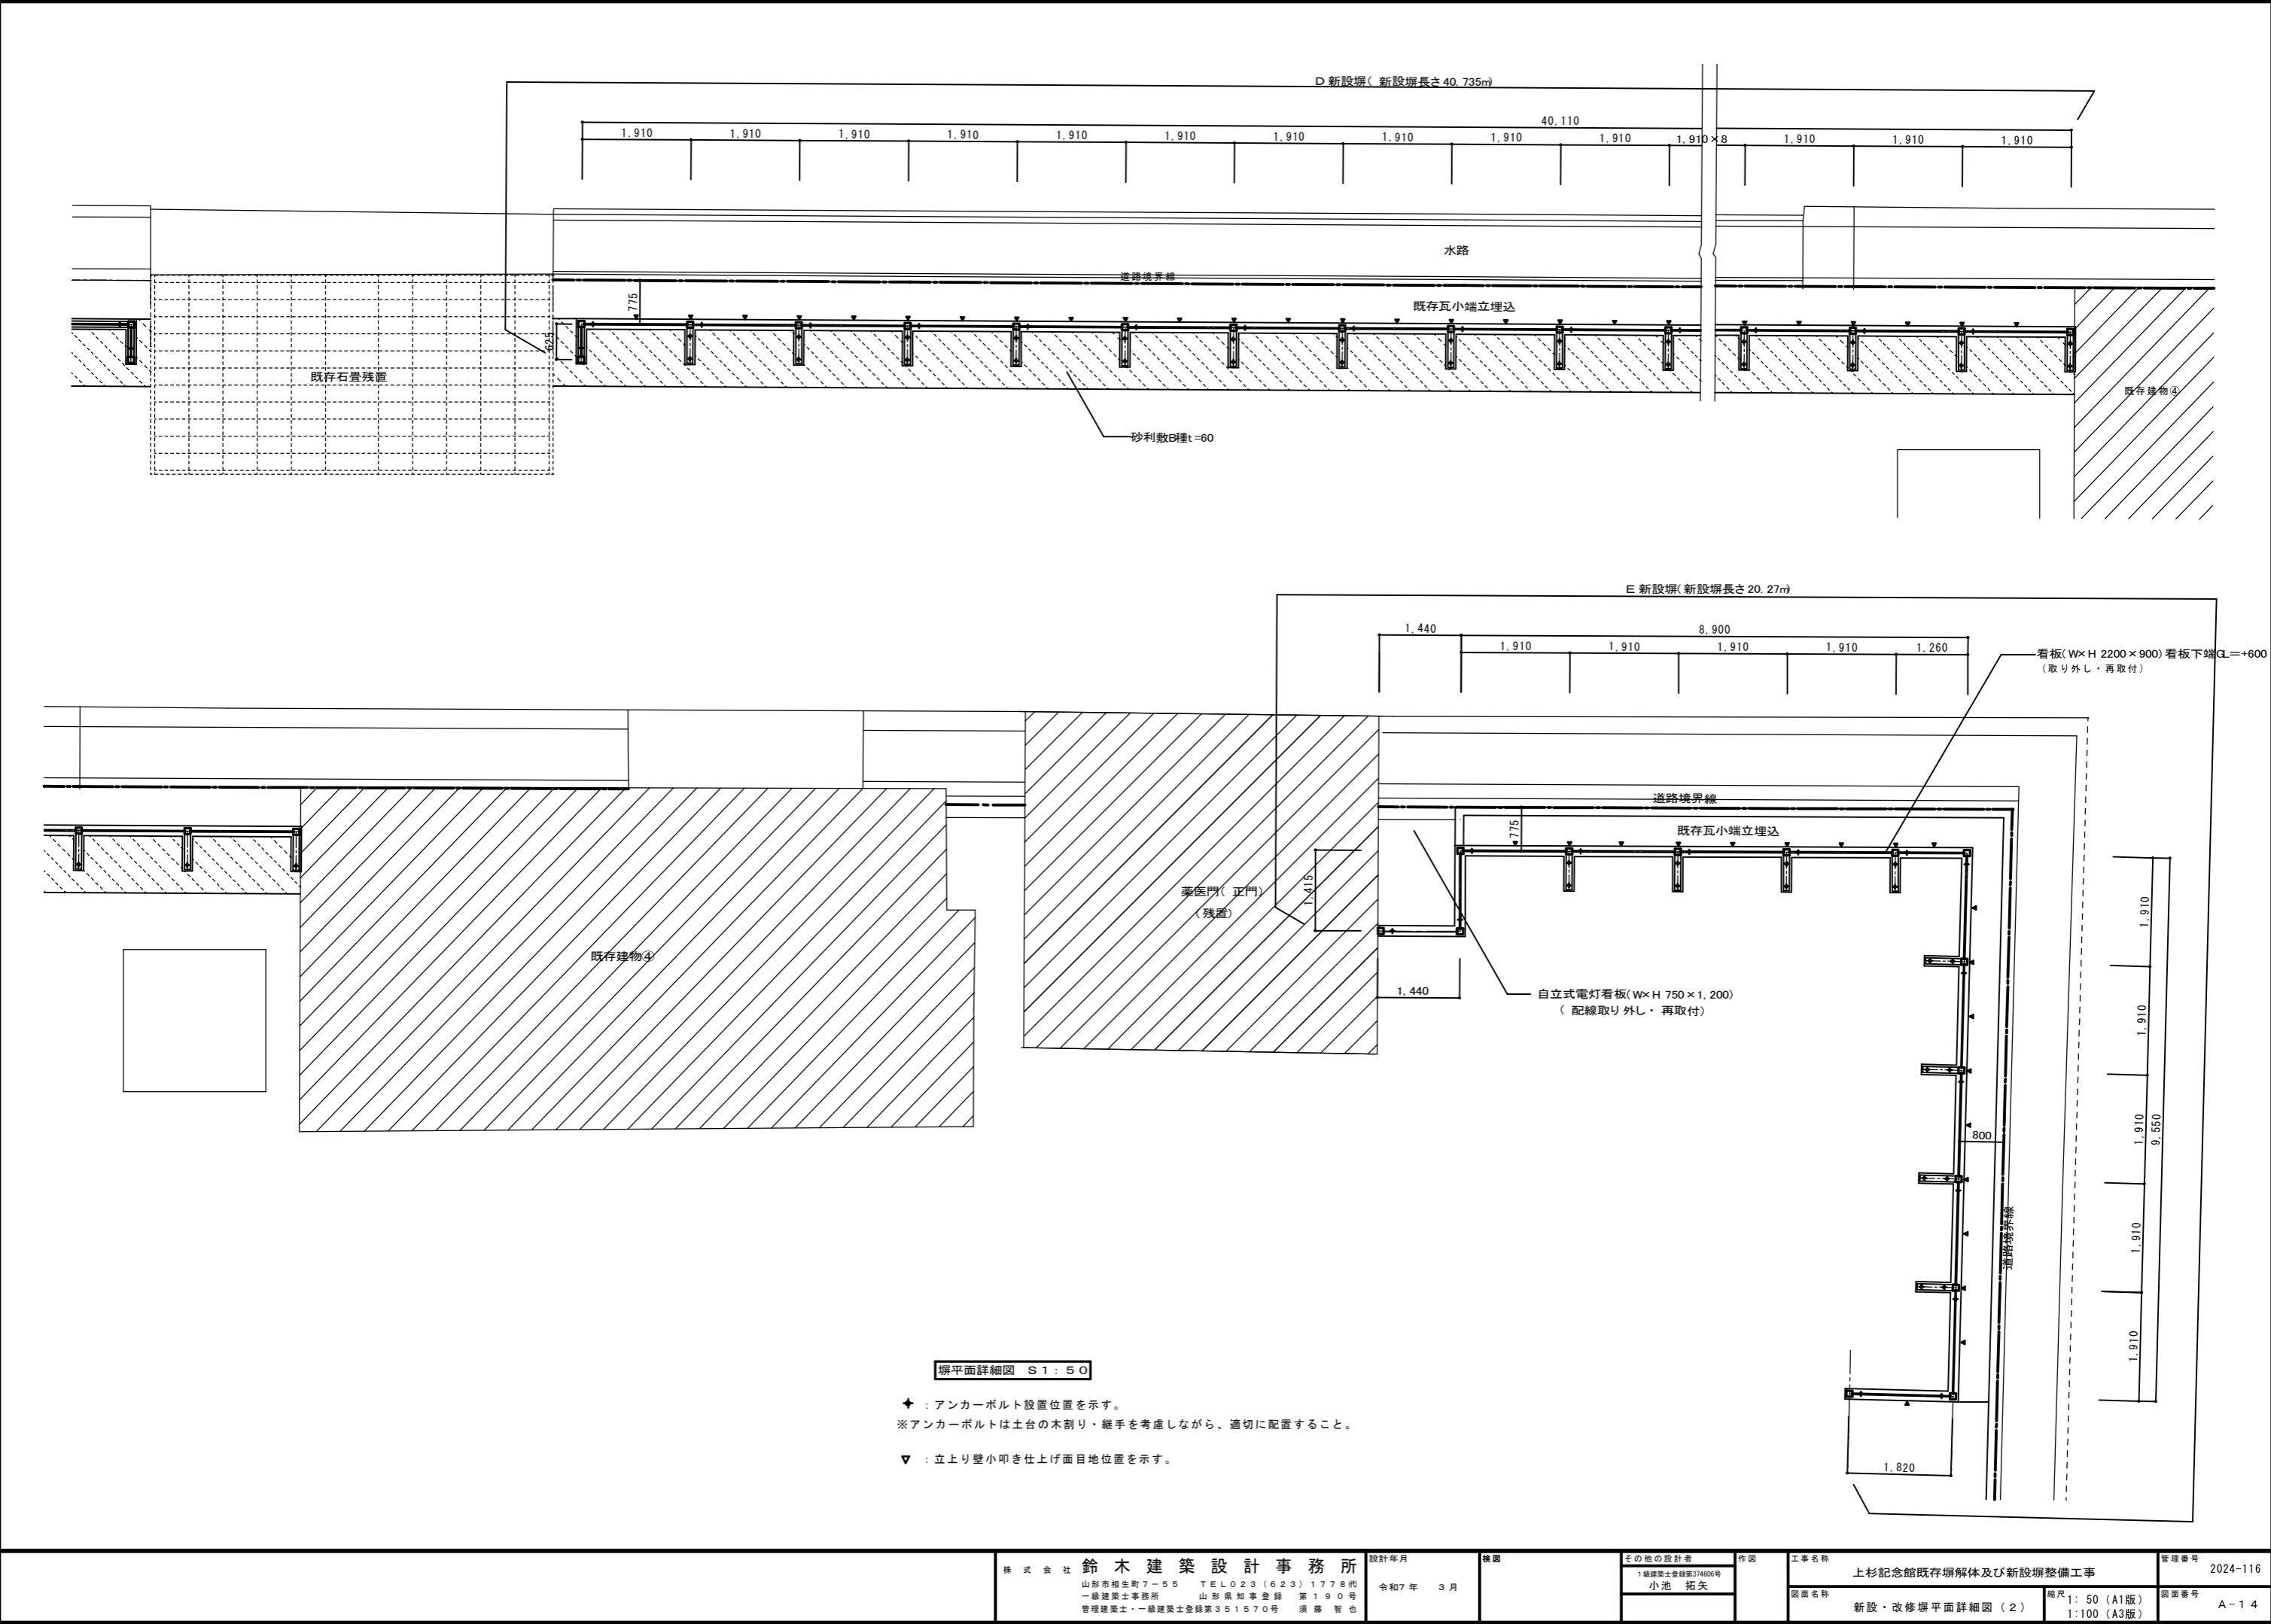 D 新設塀( 新設塀長さ40.735m)
40,110
1,910 1,910 1,910 1,910 1,910 1,910 1,910 1,910 1,910 1,910 1,910×8 1,910 1,910 1,910
水路
道路境界線
775
既存瓦小端立埋込
625
既存石畳残置
既存建物④
砂利敷B種t=60
E 新設塀( 新設塀長さ20.27m)
1,440
8,900
1,910 1,910 1,910 1,910 1,260
看板(W×H 2200×900)看板下端GL=+600
(取り外し・再取付)
道路境界線
775
既存瓦小端立埋込
薬医門( 正門)
(残置)
1,415
既存建物④
1,440
自立式電灯看板(W×H 750×1,200)
( 配線取り外し・再取付)
1,910
1,910
1,910
1,910
1,910
9,550
800
道路境界線
1,820
塀平面詳細図 S1:50
:アンカーボルト設置位置を示す。
※アンカーボルトは土台の木割り・継手を考慮しながら、適切に配置すること。
:立上り壁小叩き仕上げ面目地位置を示す。
株式会社 鈴木建築設計事務所
山形市相生町7-55 TEL023(623)1778㈹
一級建築士事務所 山形県知事登録 第190号
管理建築士・一級建築士登録第351570号 須藤 智也
設計年月
令和7年 3月
検図
その他の設計者
1級建築士登録第374606号
小池 拓矢
作図
工事名称
上杉記念館既存塀解体及び新設塀整備工事
図面名称
新設・改修塀平面詳細図(2)
縮尺
1: 50 (A1版)
1:100 (A3版)
管理番号
2024-116
図面番号
A-14